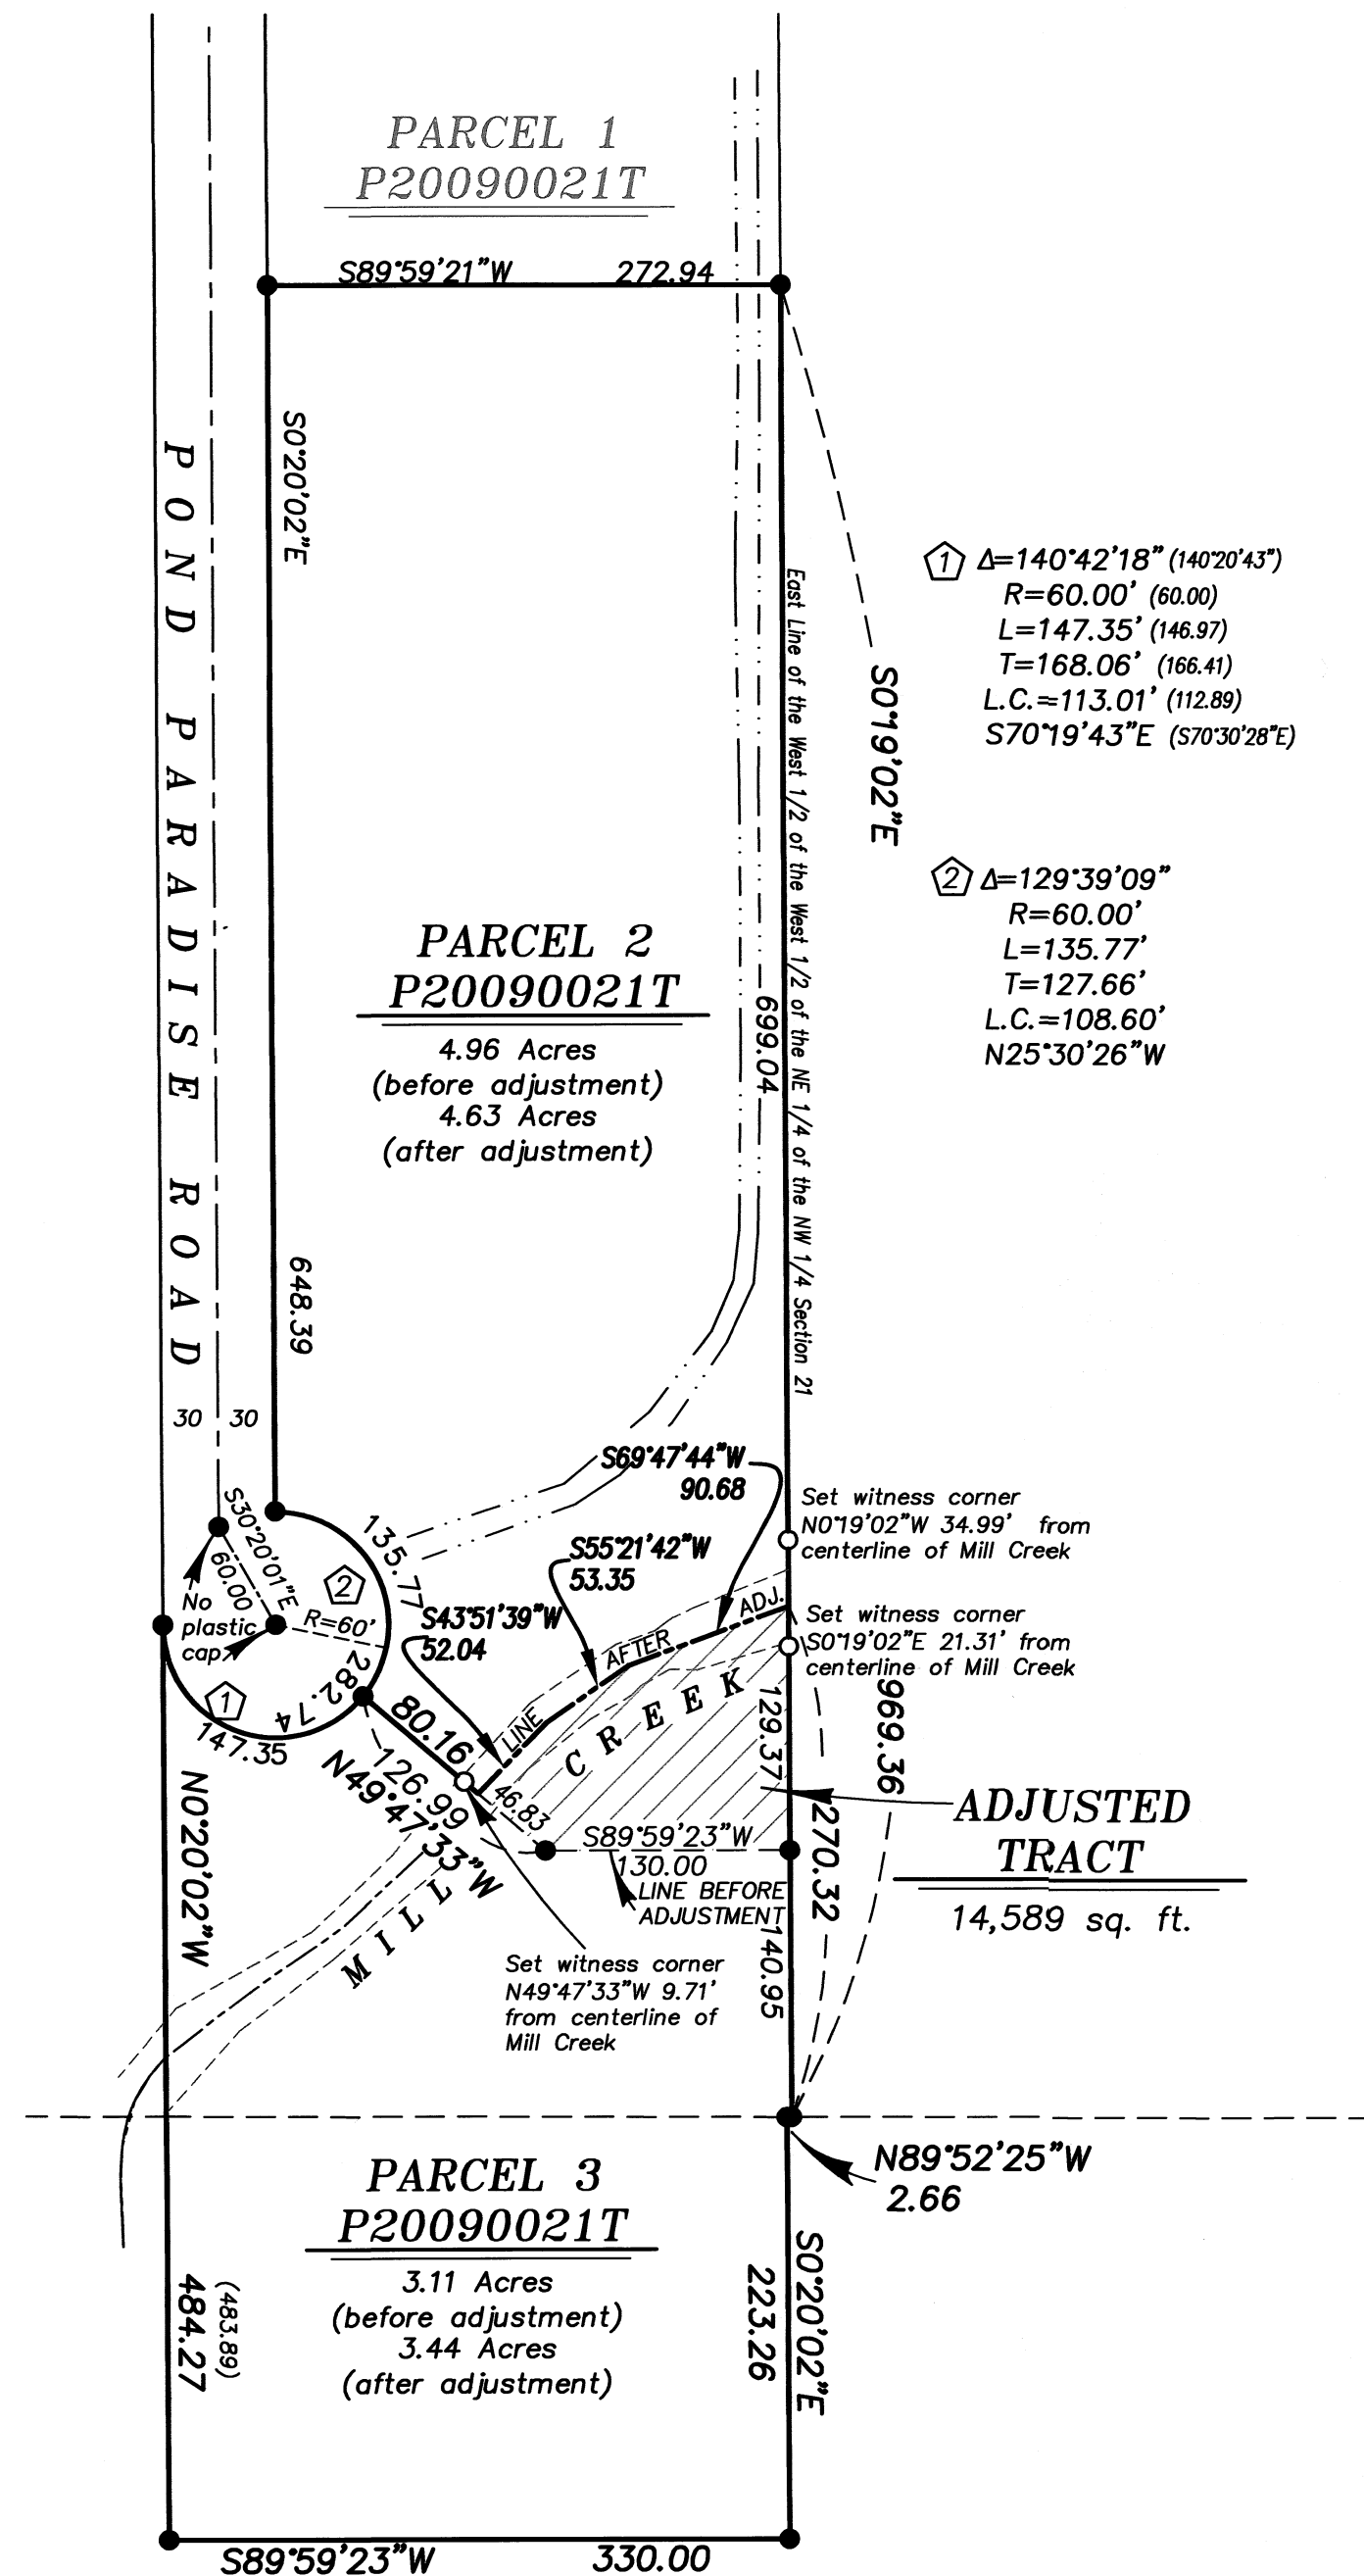 PARCEL 1
P20090021T
S89°59'21"W 272.94
S0°20'02"E
POND PARADISE ROAD
1 Δ=140°42'18" (140°20'43")
R=60.00' (60.00)
L=147.35' (146.97)
T=168.06' (166.41)
L.C.=113.01' (112.89)
S70°19'43"E (S70°30'28"E)
East Line of the West 1/2 of the West 1/2 of the NE 1/4 of the NW 1/4 Section 21
S0°19'02"E
2 Δ=129°39'09"
R=60.00'
L=135.77'
T=127.66'
L.C.=108.60'
N25°30'26"W
PARCEL 2
P20090021T
4.96 Acres
(before adjustment)
4.63 Acres
(after adjustment)
699.04
648.39
30 30
S69°47'44"W
90.68
Set witness corner
N0°19'02"W 34.99' from
centerline of Mill Creek
S55°21'42"W
53.35
S43°51'39"W
52.04
135.77
S30°20'01"E
60.00
No
plastic
cap
R=60'
2
1
282.74
147.35
LINE AFTER ADJ.
Set witness corner
S0°19'02"E 21.31' from
centerline of Mill Creek
80.16
126.99
N49°47'33"W
46.83
MILL CREEK
129.37
969.36
270.32
S89°59'23"W
130.00
LINE BEFORE
ADJUSTMENT
ADJUSTED
TRACT
14,589 sq. ft.
140.95
N0°20'02"W
Set witness corner
N49°47'33"W 9.71'
from centerline of
Mill Creek
N89°52'25"W
2.66
PARCEL 3
P20090021T
3.11 Acres
(before adjustment)
3.44 Acres
(after adjustment)
(483.89)
484.27
223.26
S0°20'02"E
S89°59'23"W 330.00